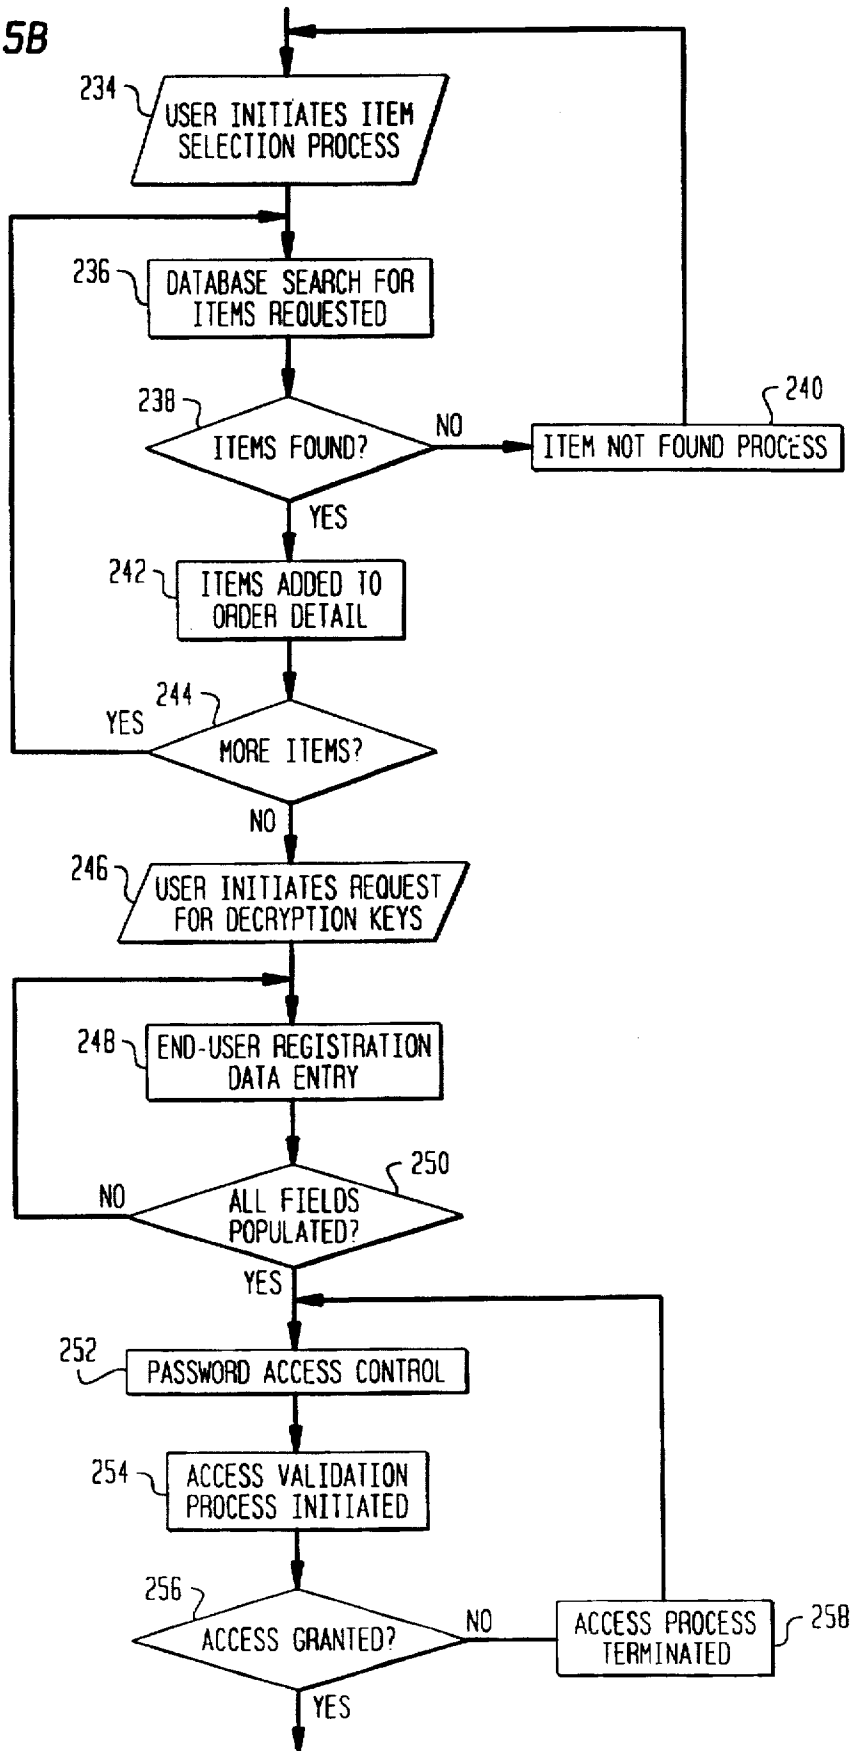 5B
234
USER INITIATES ITEM
SELECTION PROCESS
236
DATABASE SEARCH FOR
ITEMS REQUESTED
238
ITEMS FOUND?
NO
240
ITEM NOT FOUND PROCESS
YES
242
ITEMS ADDED TO
ORDER DETAIL
244
YES
MORE ITEMS?
NO
246
USER INITIATES REQUEST
FOR DECRYPTION KEYS
248
END-USER REGISTRATION
DATA ENTRY
250
NO
ALL FIELDS
POPULATED?
YES
252
PASSWORD ACCESS CONTROL
254
ACCESS VALIDATION
PROCESS INITIATED
256
ACCESS GRANTED?
NO
ACCESS PROCESS
TERMINATED
258
YES